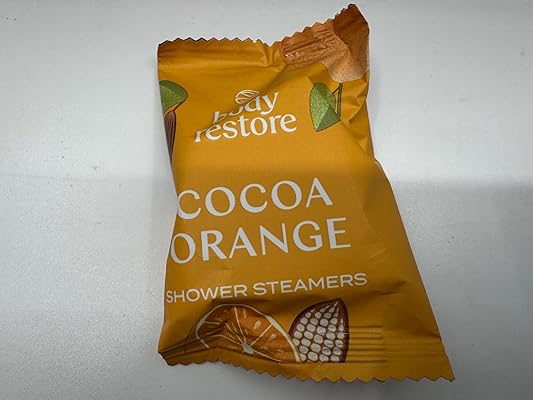 body
restore
COCOA
ORANGE
SHOWER STEAMERS